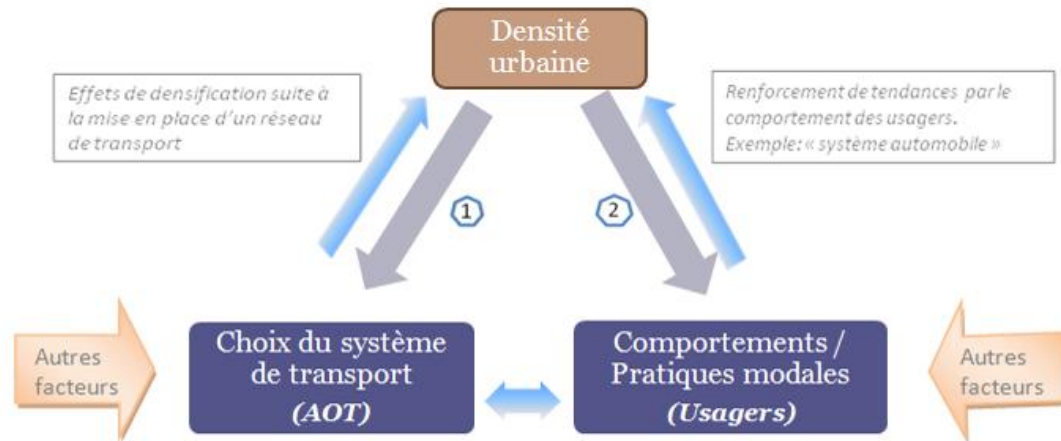 Densité
urbaine
Effets de densification suite à
la mise en place d'un réseau
de transport
Renforcement de tendances par le
comportement des usagers.
Exemple: « système automobile »
1
2
Autres
facteurs
Choix du système
de transport
(AOT)
Comportements /
Pratiques modales
(Usagers)
Autres
facteurs